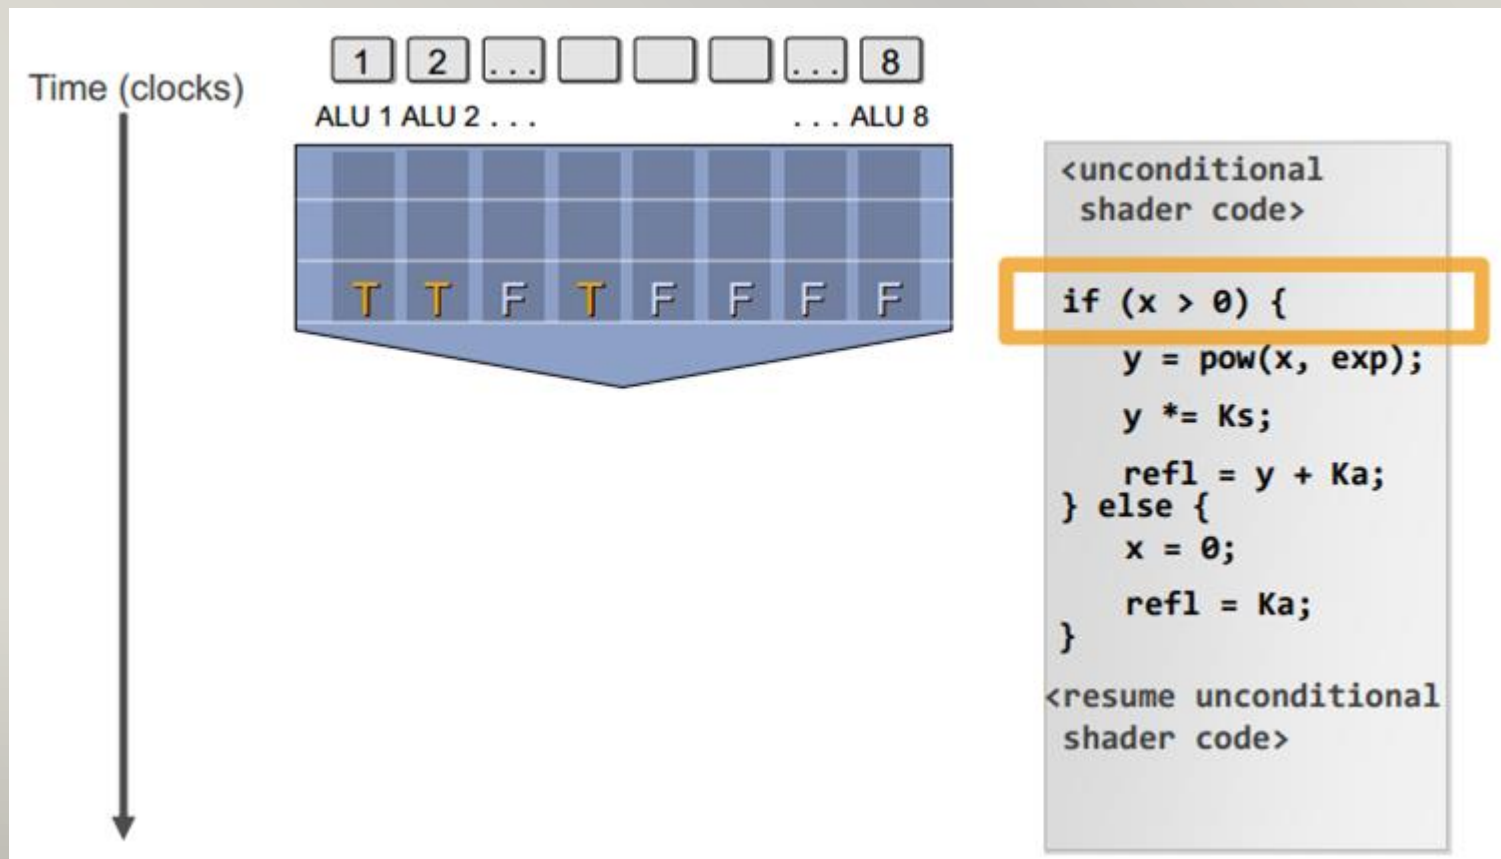 1 2 ... ... 8
Time (clocks)
ALU 1 ALU 2 . . . . . . ALU 8
T T F T F F F F
<unconditional
shader code>
if (x > 0) {
y = pow(x, exp);
y *= Ks;
refl = y + Ka;
} else {
x = 0;
refl = Ka;
}
<resume unconditional
shader code>